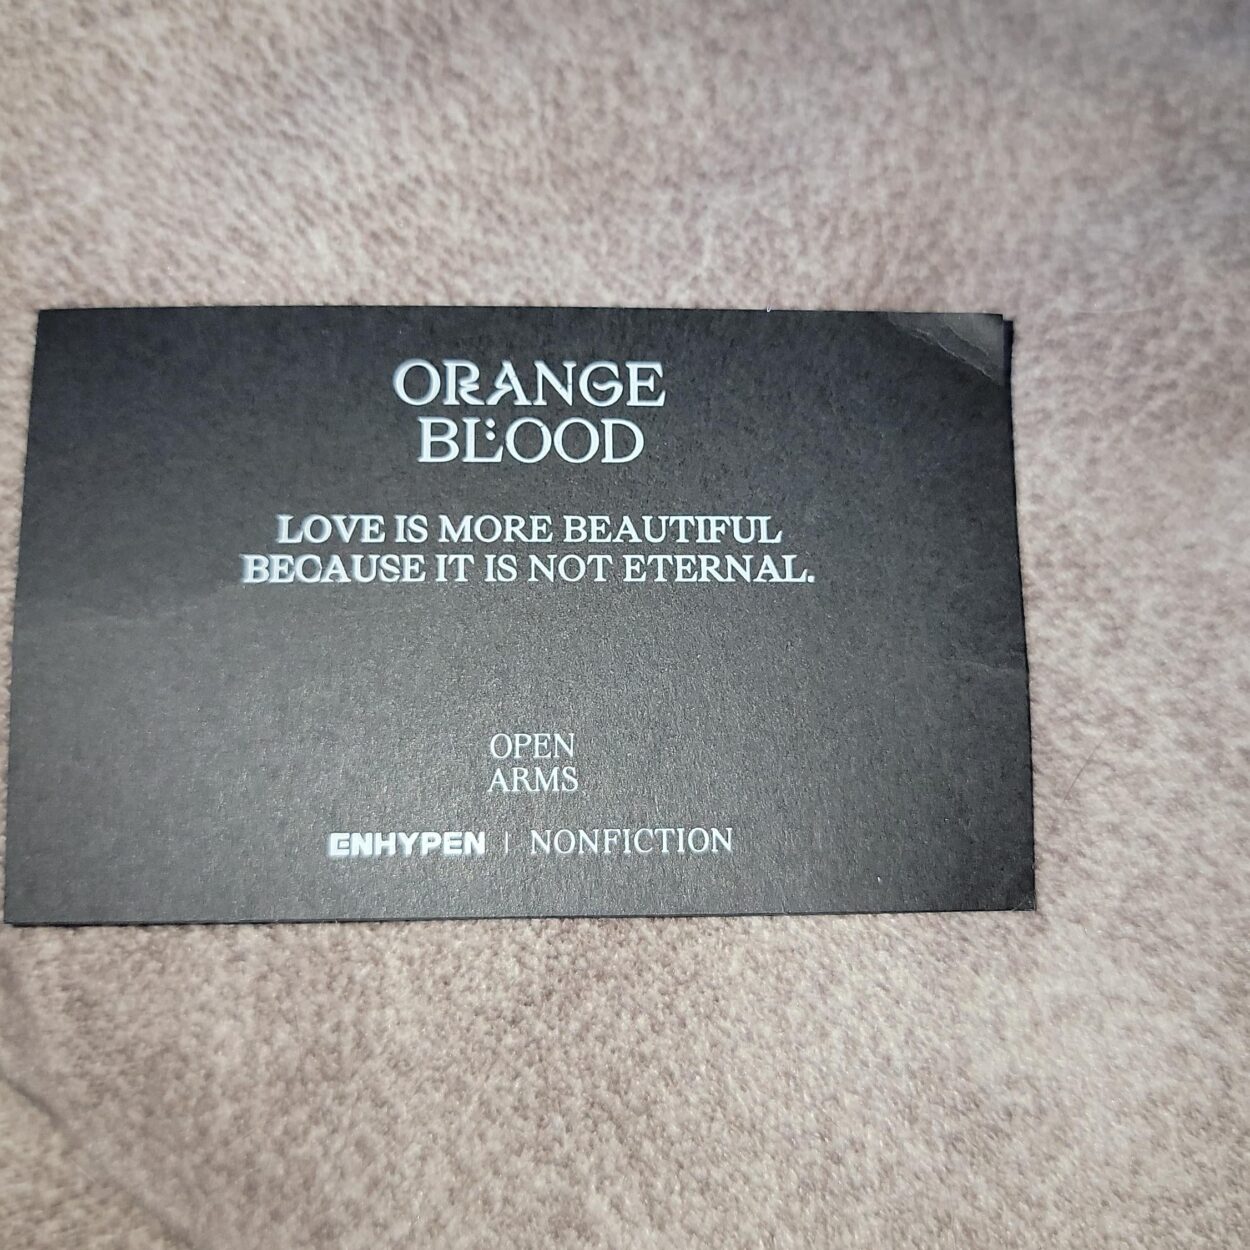 ORANGE
BLOOD
LOVE IS MORE BEAUTIFUL
BECAUSE IT IS NOT ETERNAL.
OPEN
ARMS
ENHYPEN | NONFICTION